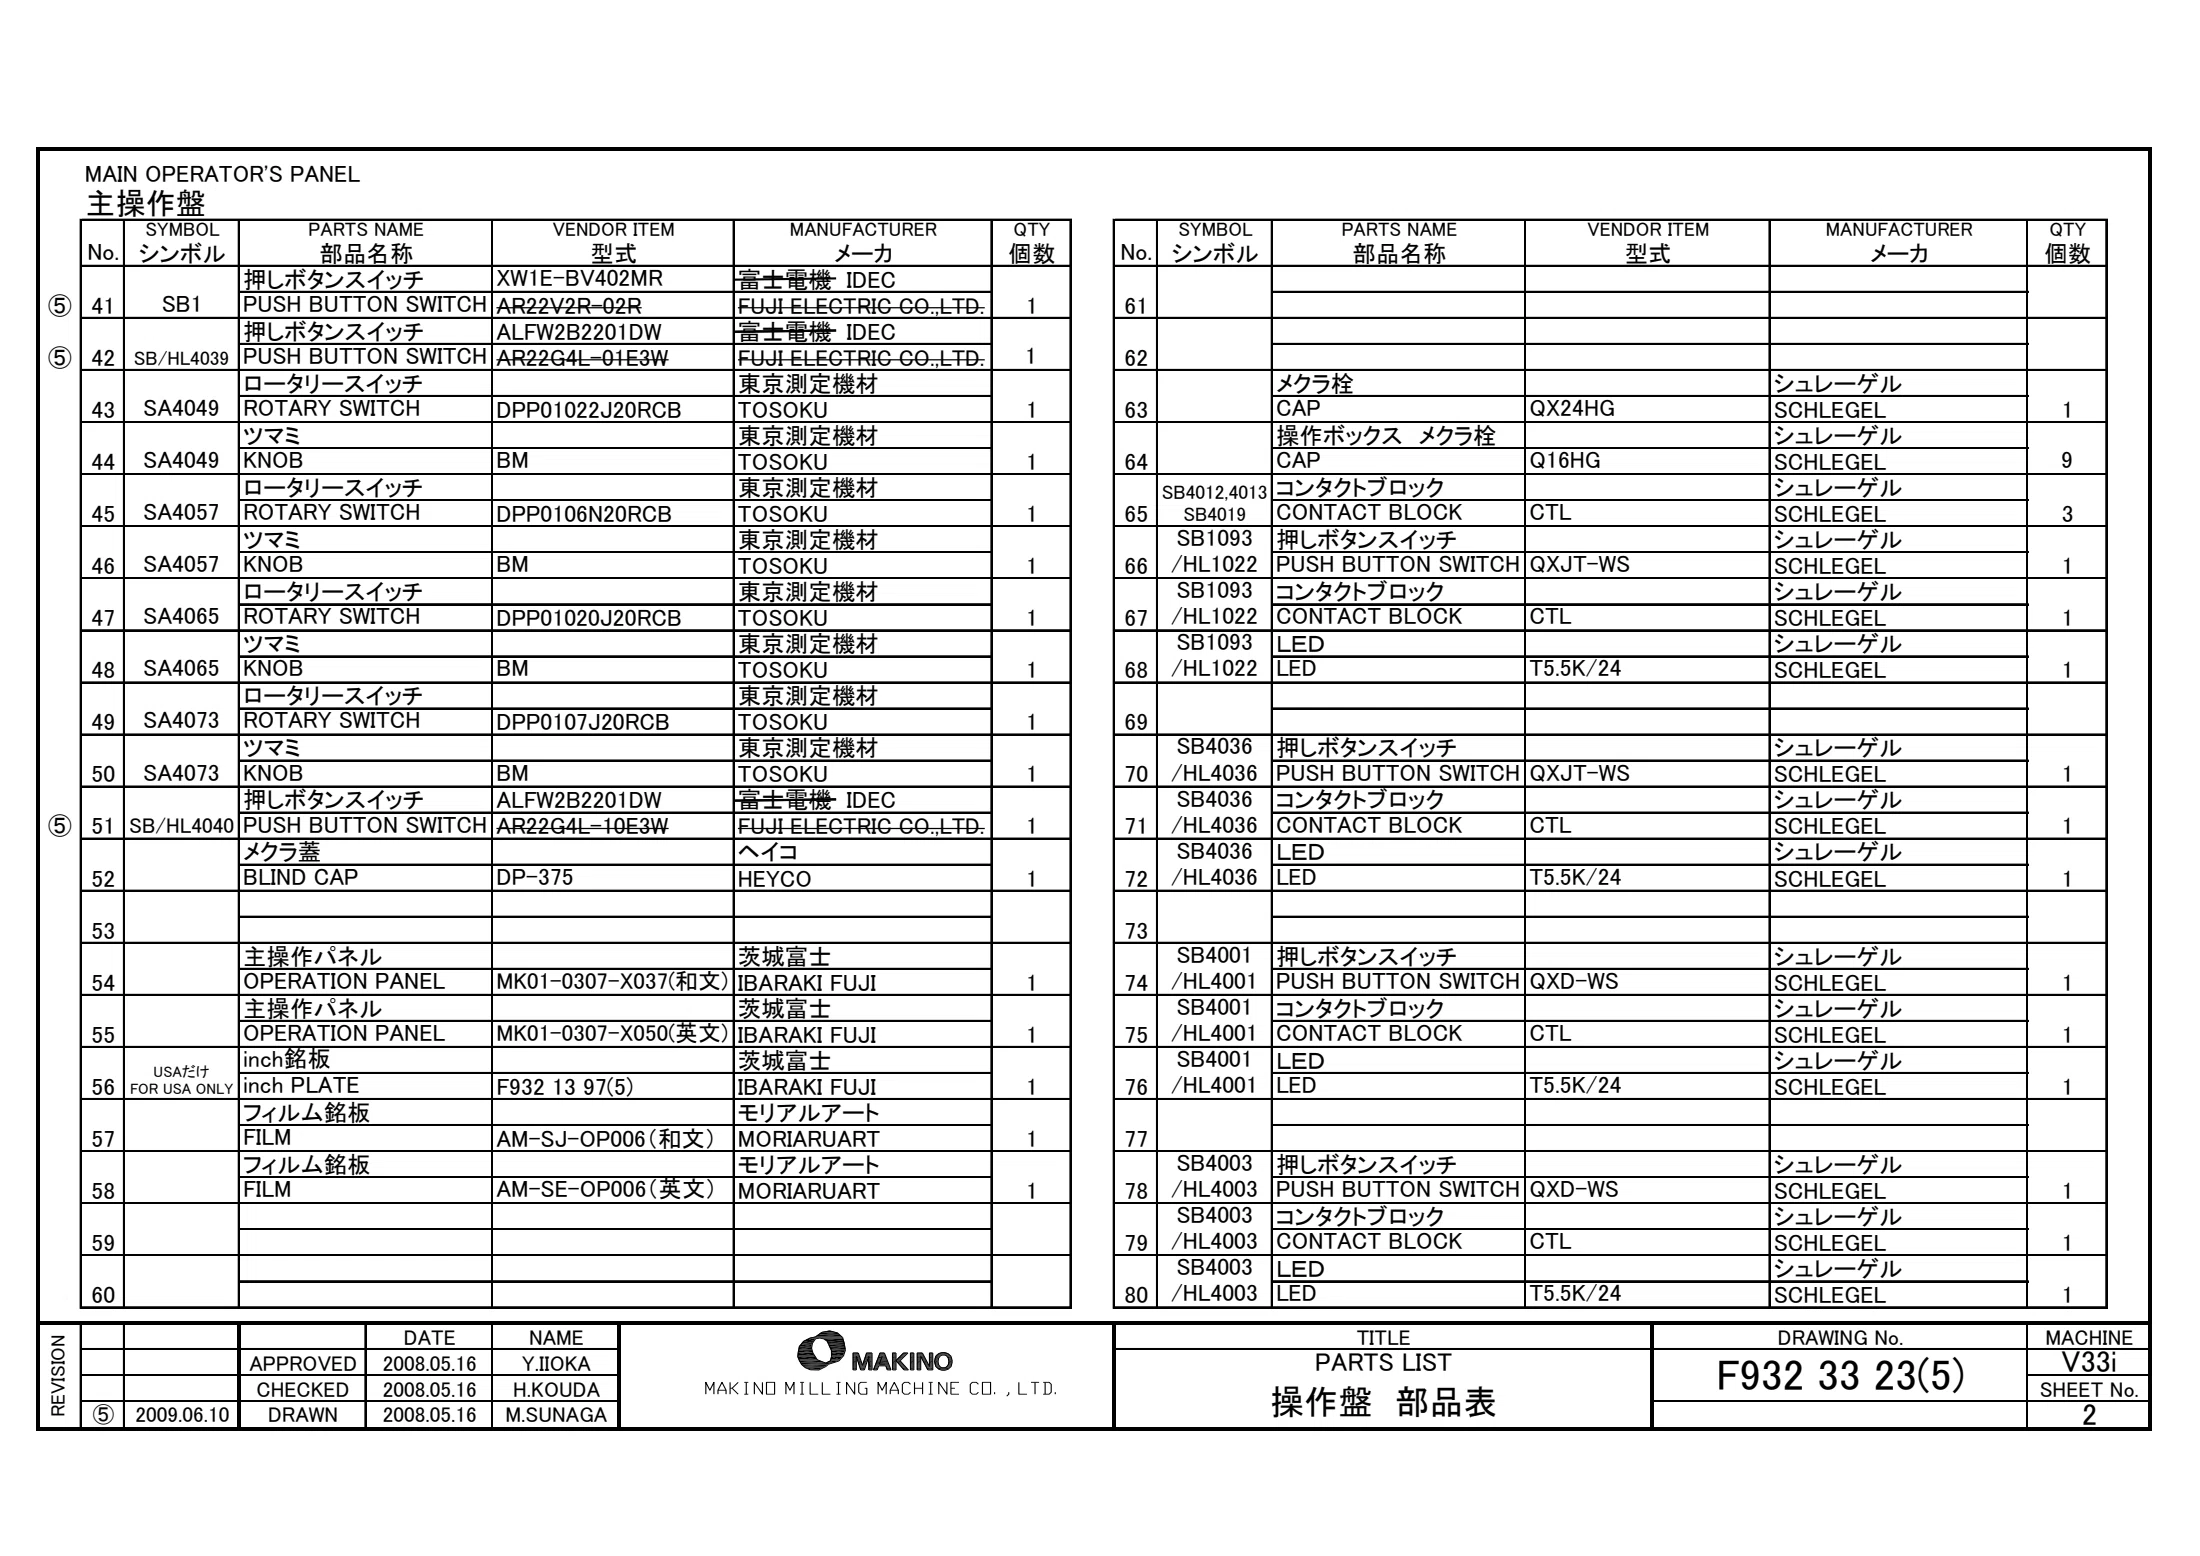 MAIN OPERATOR'S PANEL
主操作盤
No. SYMBOL シンボル PARTS NAME 部品名称 VENDOR ITEM 型式 MANUFACTURER メーカ QTY 個数
押しボタンスイッチ XW1E-BV402MR 富士電機 IDEC
⑤ 41 SB1 PUSH BUTTON SWITCH AR22V2R-02R FUJI ELECTRIC CO.,LTD. 1
押しボタンスイッチ ALFW2B2201DW 富士電機 IDEC
⑤ 42 SB/HL4039 PUSH BUTTON SWITCH AR22G4L-01E3W FUJI ELECTRIC CO.,LTD. 1
ロータリースイッチ 東京測定機材
43 SA4049 ROTARY SWITCH DPP01022J20RCB TOSOKU 1
ツマミ 東京測定機材
44 SA4049 KNOB BM TOSOKU 1
ロータリースイッチ 東京測定機材
45 SA4057 ROTARY SWITCH DPP0106N20RCB TOSOKU 1
ツマミ 東京測定機材
46 SA4057 KNOB BM TOSOKU 1
ロータリースイッチ 東京測定機材
47 SA4065 ROTARY SWITCH DPP01020J20RCB TOSOKU 1
ツマミ 東京測定機材
48 SA4065 KNOB BM TOSOKU 1
ロータリースイッチ 東京測定機材
49 SA4073 ROTARY SWITCH DPP0107J20RCB TOSOKU 1
ツマミ 東京測定機材
50 SA4073 KNOB BM TOSOKU 1
押しボタンスイッチ ALFW2B2201DW 富士電機 IDEC
⑤ 51 SB/HL4040 PUSH BUTTON SWITCH AR22G4L-10E3W FUJI ELECTRIC CO.,LTD. 1
メクラ蓋 ヘイコ
52 BLIND CAP DP-375 HEYCO 1
53
主操作パネル 茨城富士
54 OPERATION PANEL MK01-0307-X037(和文) IBARAKI FUJI 1
主操作パネル 茨城富士
55 OPERATION PANEL MK01-0307-X050(英文) IBARAKI FUJI 1
USAだけ inch銘板 茨城富士
56 FOR USA ONLY inch PLATE F932 13 97(5) IBARAKI FUJI 1
フィルム銘板 モリアルアート
57 FILM AM-SJ-OP006(和文) MORIARUART 1
フィルム銘板 モリアルアート
58 FILM AM-SE-OP006(英文) MORIARUART 1
59
60
No. SYMBOL シンボル PARTS NAME 部品名称 VENDOR ITEM 型式 MANUFACTURER メーカ QTY 個数
61
62
メクラ栓 シュレーゲル
63 CAP QX24HG SCHLEGEL 1
操作ボックス メクラ栓 シュレーゲル
64 CAP Q16HG SCHLEGEL 9
SB4012,4013 コンタクトブロック シュレーゲル
65 SB4019 CONTACT BLOCK CTL SCHLEGEL 3
SB1093 押しボタンスイッチ シュレーゲル
66 /HL1022 PUSH BUTTON SWITCH QXJT-WS SCHLEGEL 1
SB1093 コンタクトブロック シュレーゲル
67 /HL1022 CONTACT BLOCK CTL SCHLEGEL 1
SB1093 LED シュレーゲル
68 /HL1022 LED T5.5K/24 SCHLEGEL 1
69
SB4036 押しボタンスイッチ シュレーゲル
70 /HL4036 PUSH BUTTON SWITCH QXJT-WS SCHLEGEL 1
SB4036 コンタクトブロック シュレーゲル
71 /HL4036 CONTACT BLOCK CTL SCHLEGEL 1
SB4036 LED シュレーゲル
72 /HL4036 LED T5.5K/24 SCHLEGEL 1
73
SB4001 押しボタンスイッチ シュレーゲル
74 /HL4001 PUSH BUTTON SWITCH QXD-WS SCHLEGEL 1
SB4001 コンタクトブロック シュレーゲル
75 /HL4001 CONTACT BLOCK CTL SCHLEGEL 1
SB4001 LED シュレーゲル
76 /HL4001 LED T5.5K/24 SCHLEGEL 1
77
SB4003 押しボタンスイッチ シュレーゲル
78 /HL4003 PUSH BUTTON SWITCH QXD-WS SCHLEGEL 1
SB4003 コンタクトブロック シュレーゲル
79 /HL4003 CONTACT BLOCK CTL SCHLEGEL 1
SB4003 LED シュレーゲル
80 /HL4003 LED T5.5K/24 SCHLEGEL 1
REVISION
DATE NAME
APPROVED 2008.05.16 Y.IIOKA
CHECKED 2008.05.16 H.KOUDA
⑤ 2009.06.10 DRAWN 2008.05.16 M.SUNAGA
MAKINO
MAKINO MILLING MACHINE CO. , LTD.
TITLE
PARTS LIST
操作盤 部品表
DRAWING No.
F932 33 23(5)
MACHINE
V33i
SHEET No.
2